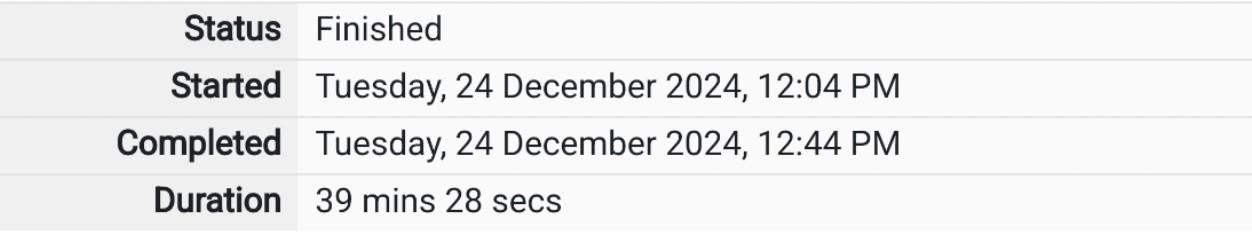 Status Finished
Started Tuesday, 24 December 2024, 12:04 PM
Completed Tuesday, 24 December 2024, 12:44 PM
Duration 39 mins 28 secs